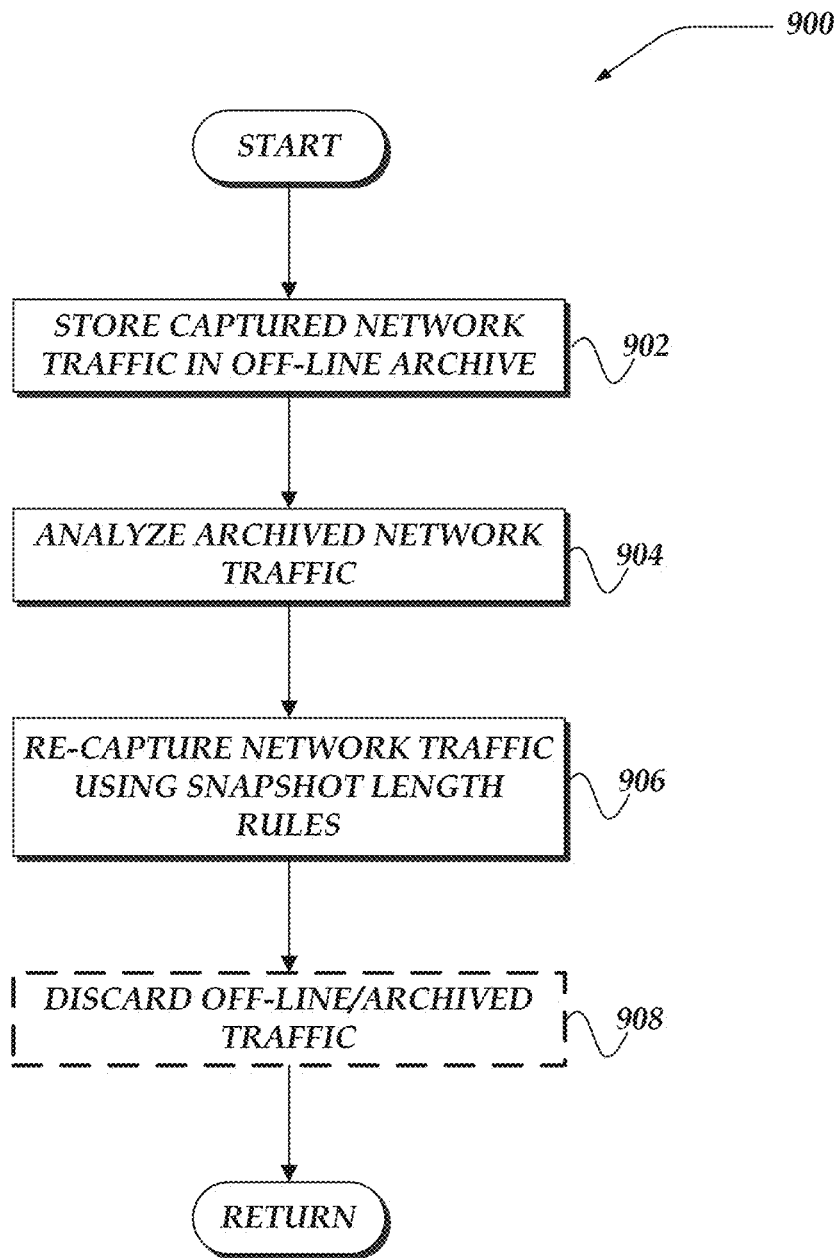 900
START
STORE CAPTURED NETWORK
TRAFFIC IN OFF-LINE ARCHIVE
902
ANALYZE ARCHIVED NETWORK
TRAFFIC
904
RE-CAPTURE NETWORK TRAFFIC
USING SNAPSHOT LENGTH
RULES
906
DISCARD OFF-LINE/ARCHIVED
TRAFFIC
908
RETURN